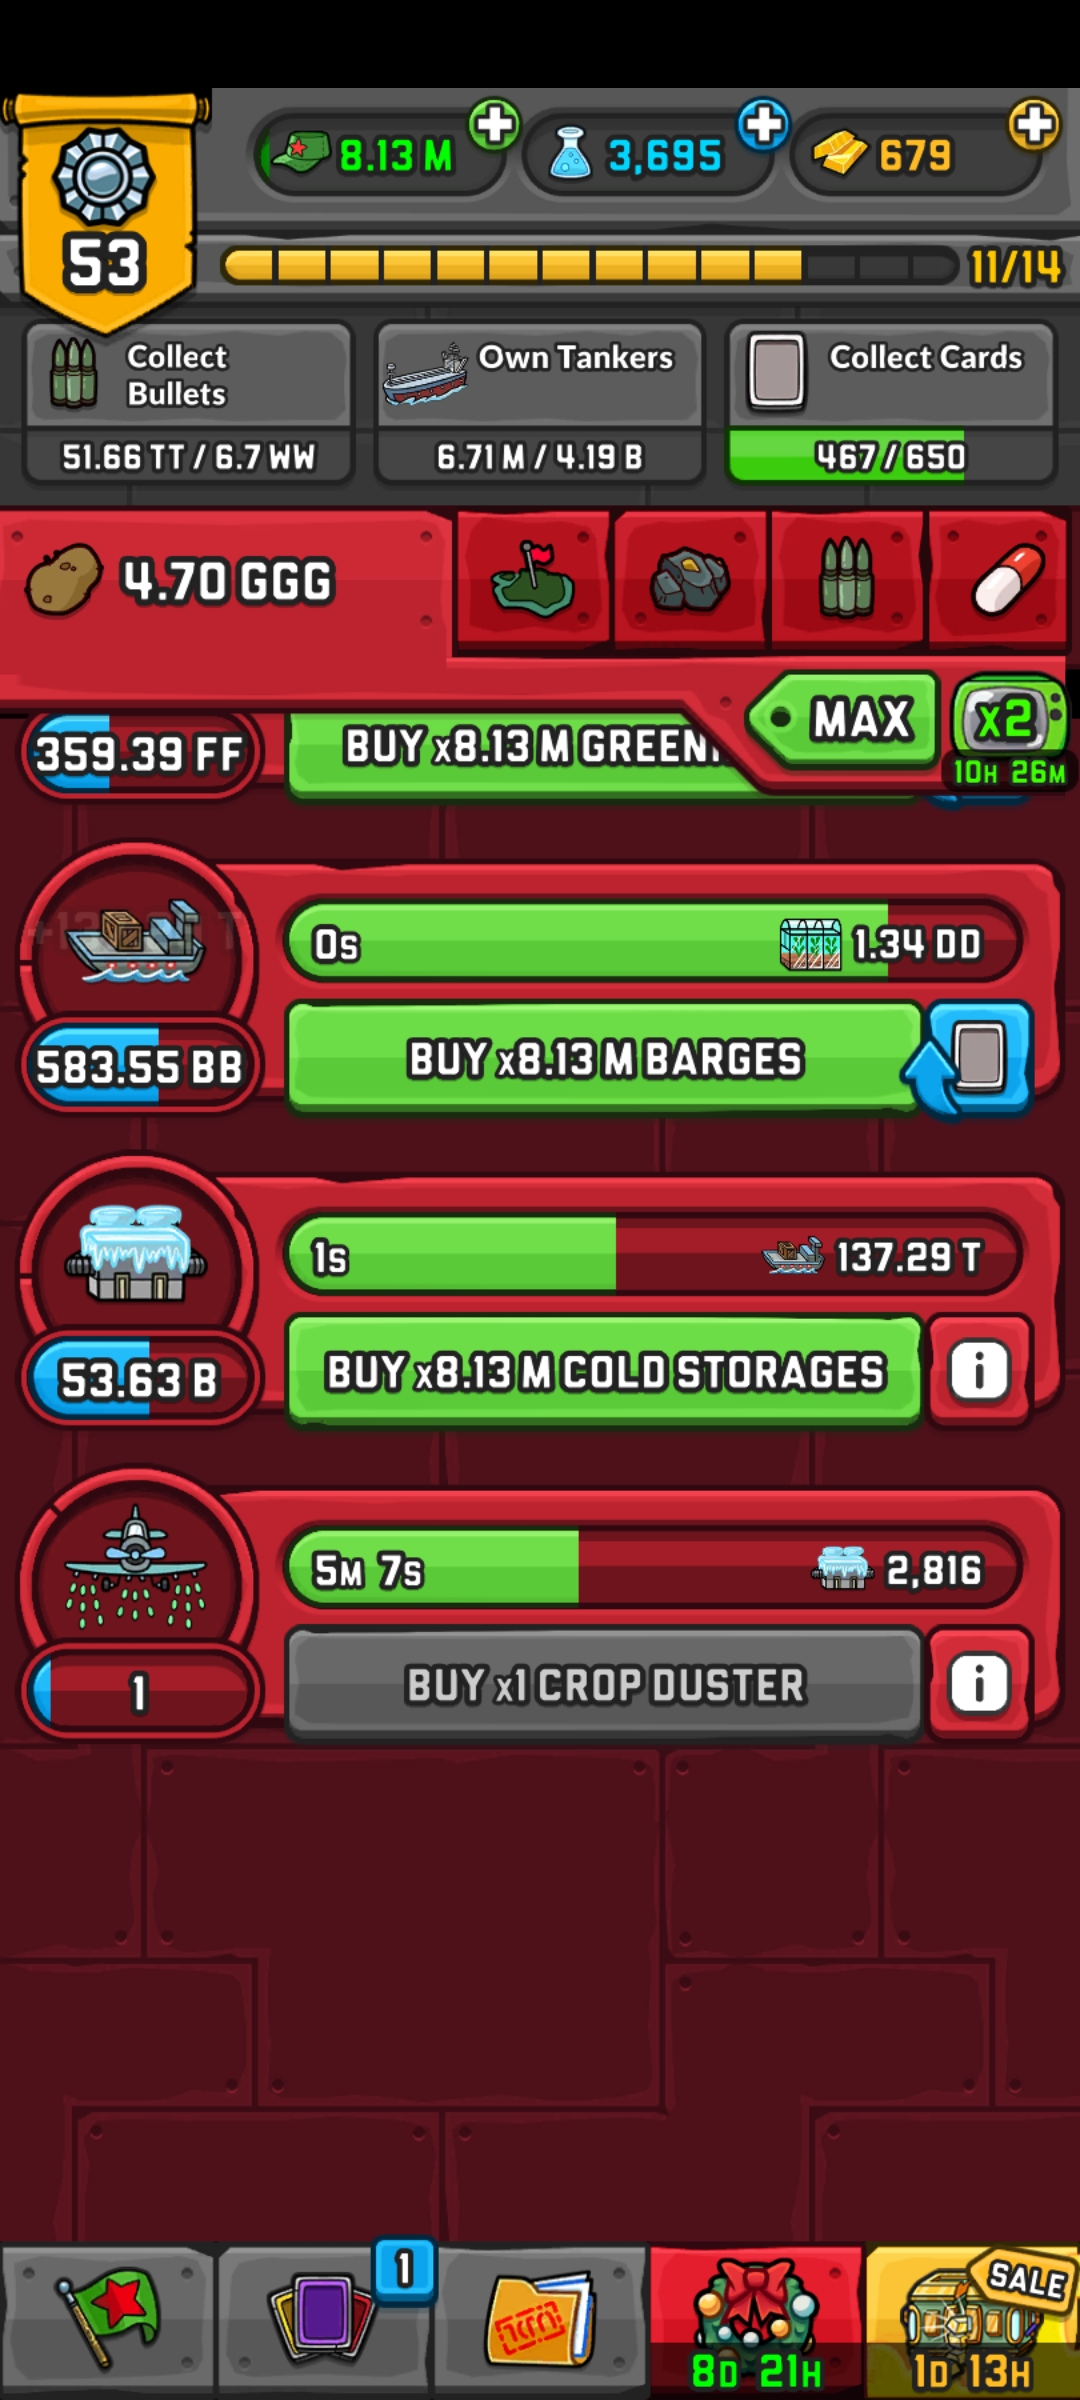 8.13 M
3,695
679
53
11/14
Collect
Bullets
51.66 TT / 6.7 WW
Own Tankers
6.71 M / 4.19 B
Collect Cards
467 / 650
4.70 GGG
MAX
x2
10H 26M
359.39 FF
BUY x8.13 M
0s
1.34 DD
583.55 BB
BUY x8.13 M BARGES
1s
137.29 T
53.63 B
BUY x8.13 M COLD STORAGES
i
5M 7s
2,816
1
BUY x1 CROP DUSTER
i
1
SALE
8D 21H
1D 13H